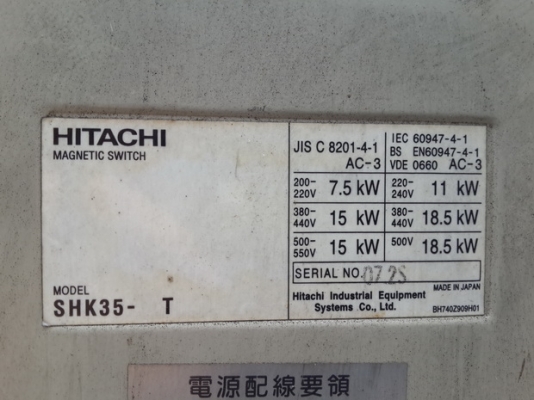 HITACHI
MAGNETIC SWITCH
MODEL
SHK35- T
JIS C 8201-4-1
AC-3
IEC 60947-4-1
BS EN60947-4-1
VDE 0660 AC-3
200-220V 7.5 kW 220-240V 11 kW
380-440V 15 kW 380-440V 18.5 kW
500-550V 15 kW 500V 18.5 kW
SERIAL NO. 07.2S
MADE IN JAPAN
Hitachi Industrial Equipment
Systems Co., Ltd.
BH740Z909H01
電源配線要領